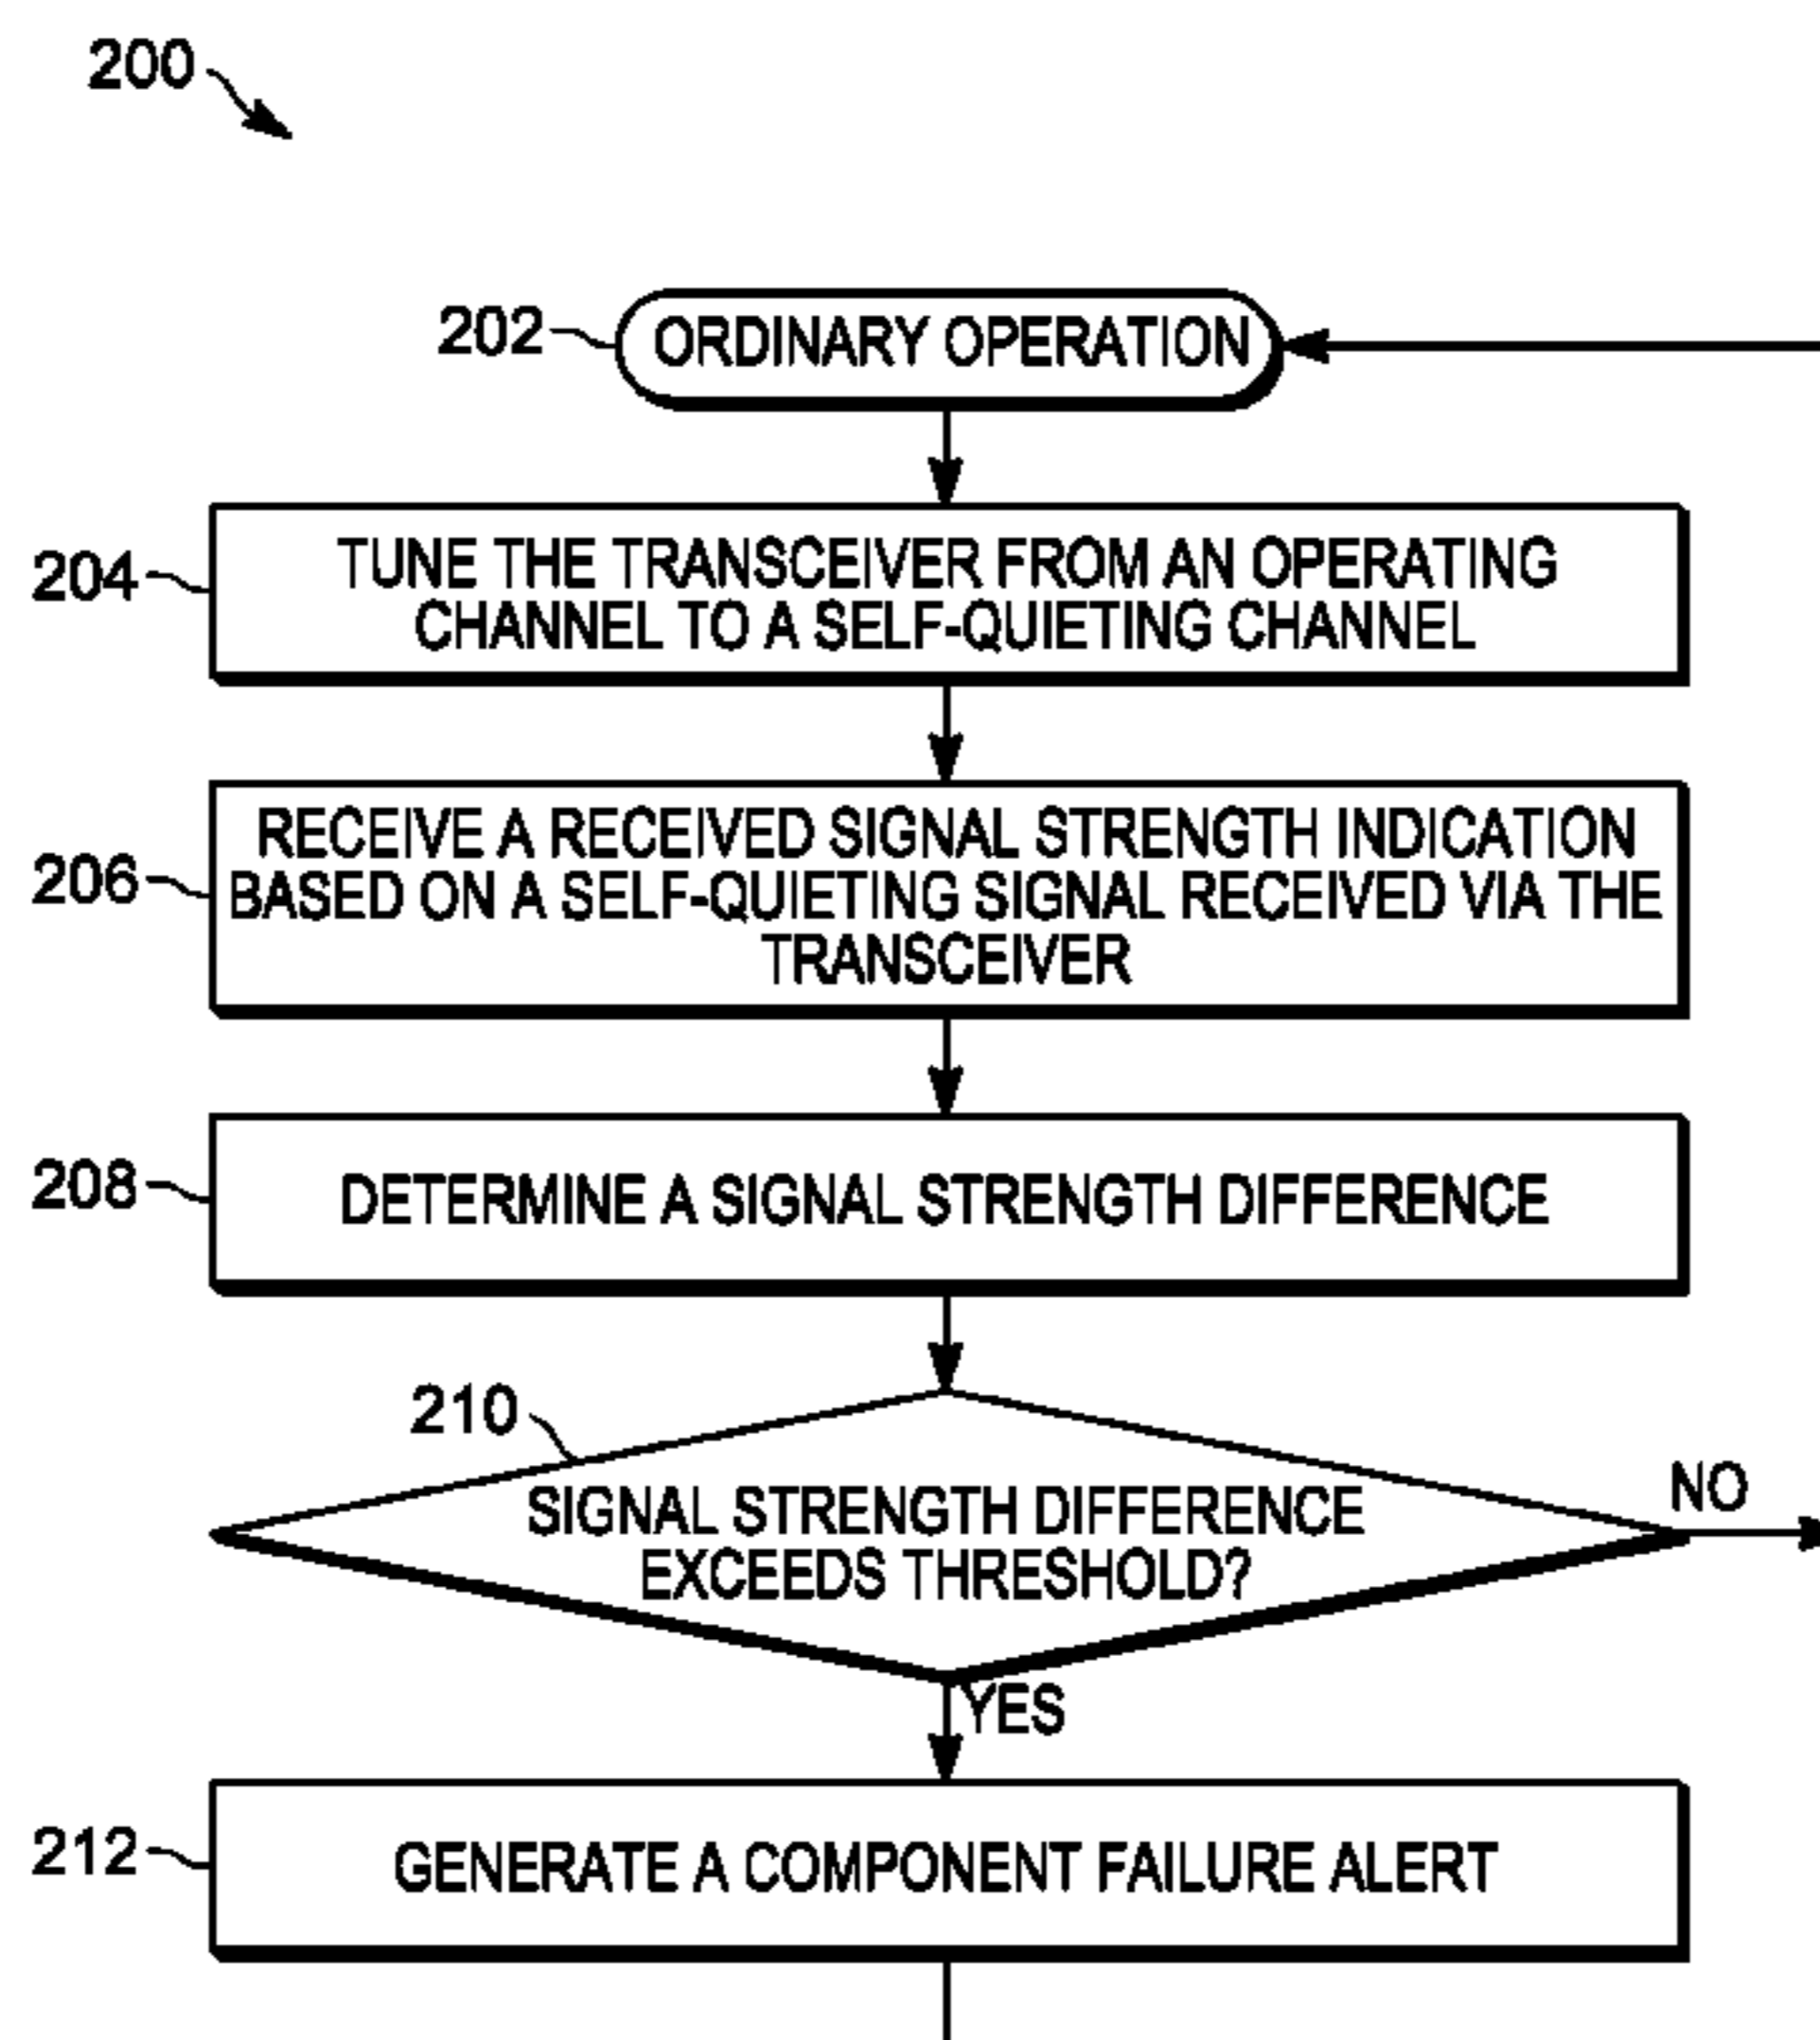 200
202
ORDINARY OPERATION
204
TUNE THE TRANSCEIVER FROM AN OPERATING
CHANNEL TO A SELF-QUIETING CHANNEL
206
RECEIVE A RECEIVED SIGNAL STRENGTH INDICATION
BASED ON A SELF-QUIETING SIGNAL RECEIVED VIA THE
TRANSCEIVER
208
DETERMINE A SIGNAL STRENGTH DIFFERENCE
210
SIGNAL STRENGTH DIFFERENCE
EXCEEDS THRESHOLD?
NO
YES
212
GENERATE A COMPONENT FAILURE ALERT